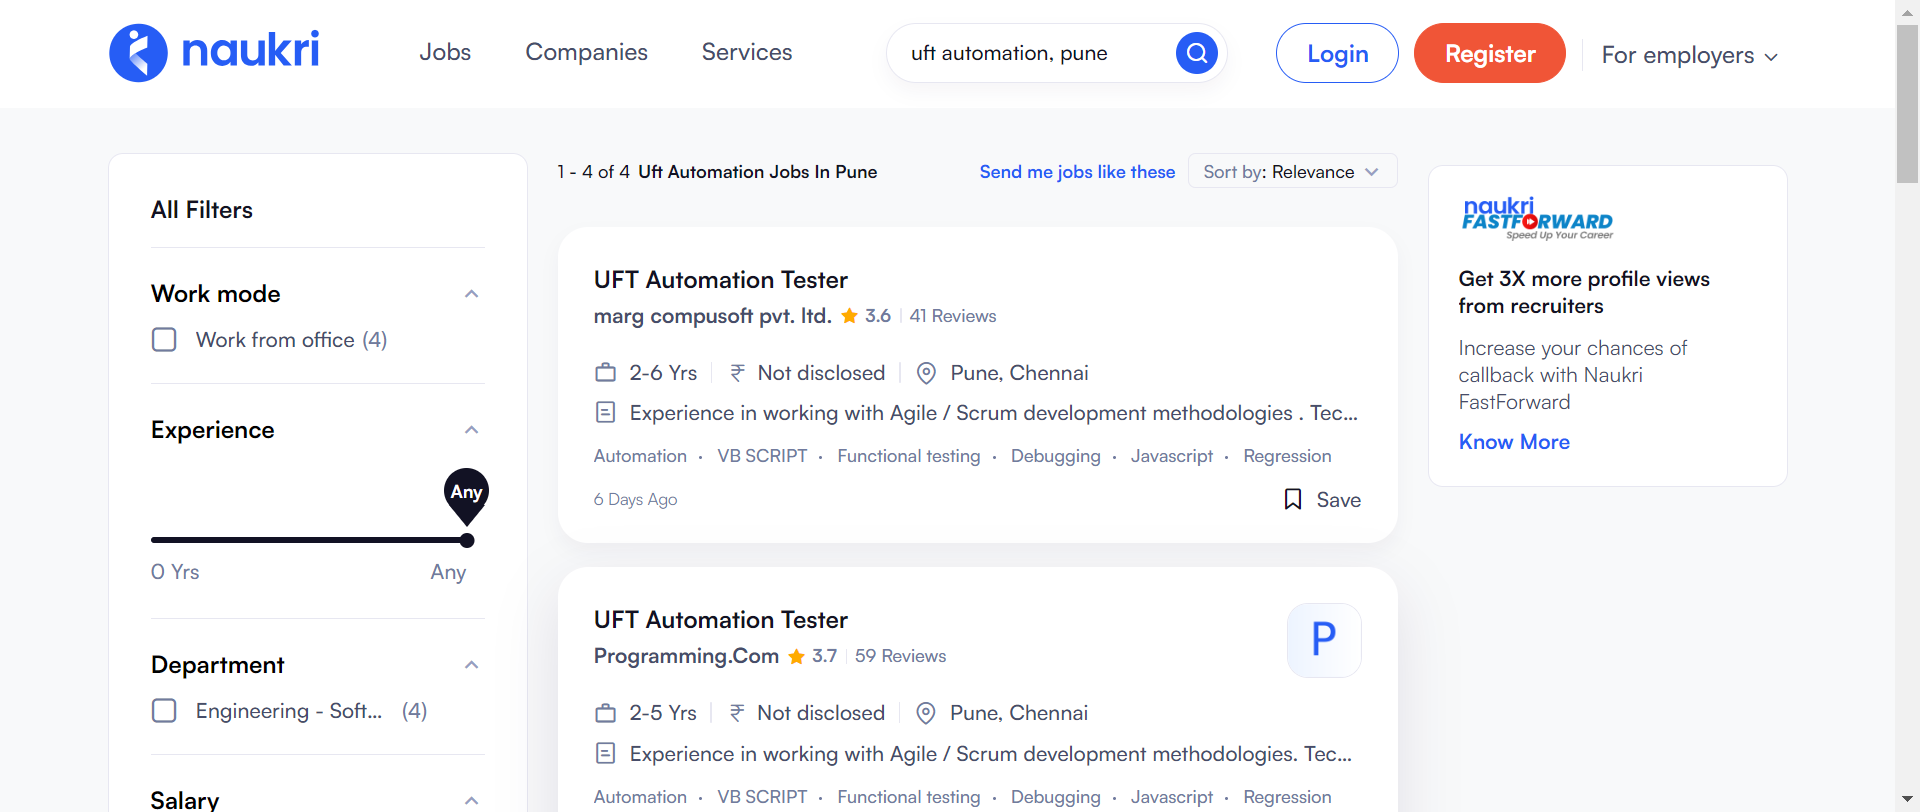 naukri
Jobs
Companies
Services
uft automation, pune
Login
Register
For employers
All Filters
Work mode
Work from office (4)
Experience
Any
0 Yrs
Any
Department
Engineering - Soft... (4)
Salary
1 - 4 of 4 Uft Automation Jobs In Pune
Send me jobs like these
Sort by: Relevance
UFT Automation Tester
marg compusoft pvt. ltd. 3.6 41 Reviews
2-6 Yrs ₹ Not disclosed Pune, Chennai
Experience in working with Agile / Scrum development methodologies . Tec...
Automation · VB SCRIPT · Functional testing · Debugging · Javascript · Regression
6 Days Ago
Save
UFT Automation Tester
P
Programming.Com 3.7 59 Reviews
2-5 Yrs ₹ Not disclosed Pune, Chennai
Experience in working with Agile / Scrum development methodologies. Tec...
Automation · VB SCRIPT · Functional testing · Debugging · Javascript · Regression
naukri
FASTFORWARD
Speed Up Your Career
Get 3X more profile views
from recruiters
Increase your chances of
callback with Naukri
FastForward
Know More